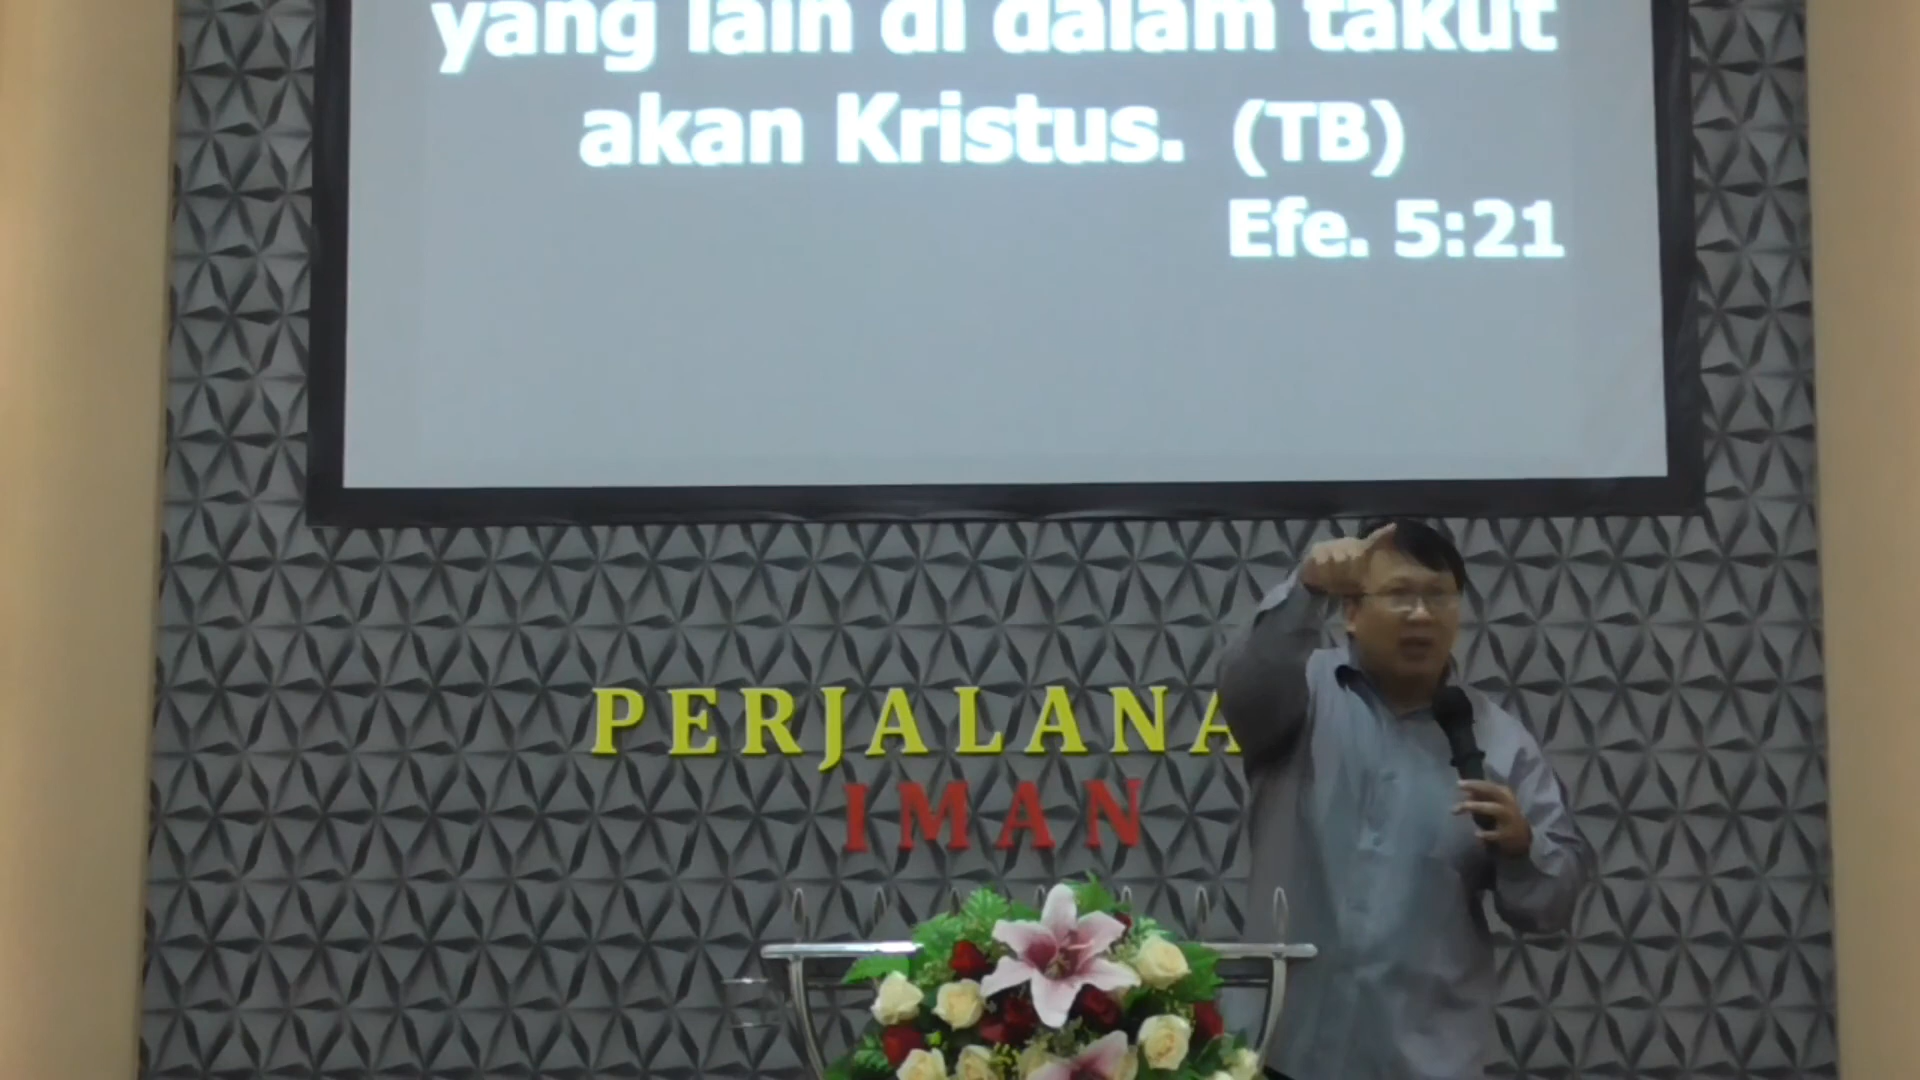 yang lain di dalam takut
akan Kristus. (TB)
Efe. 5:21
PERJALANA
IMAN